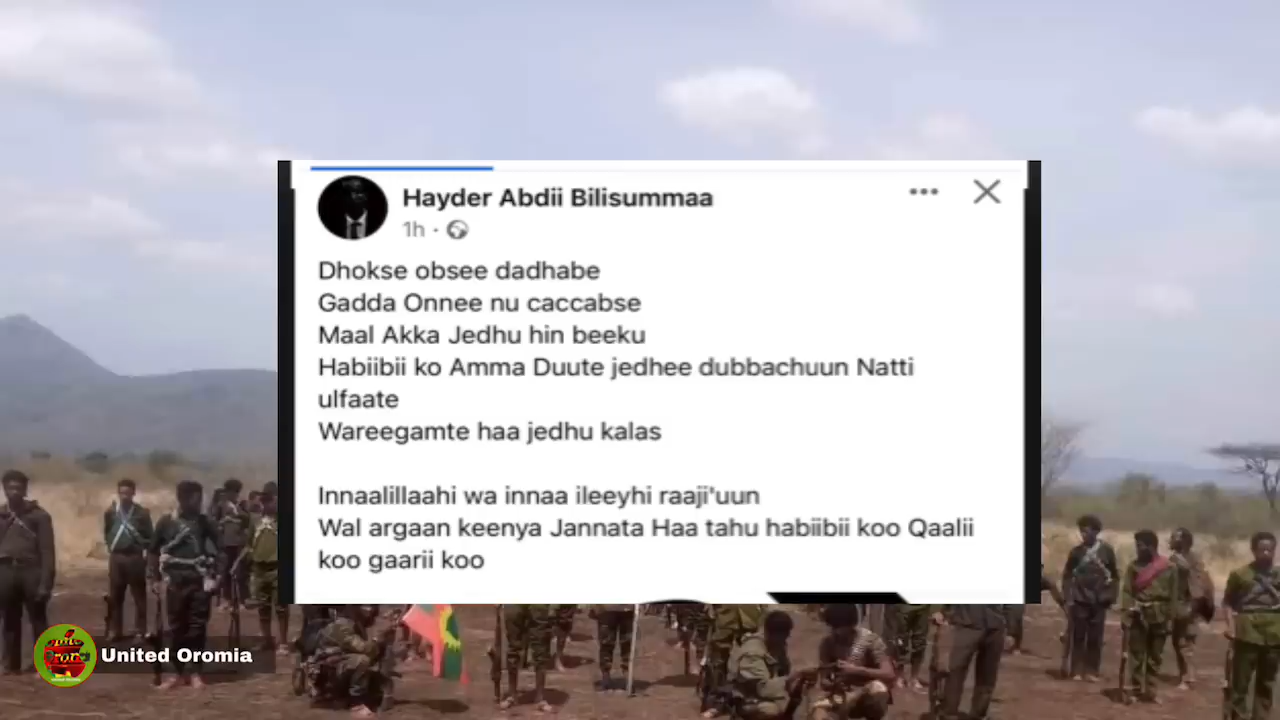 Hayder Abdii Bilisummaa
1h ·
Dhokse obsee dadhabe
Gadda Onnee nu caccabse
Maal Akka Jedhu hin beeku
Habiibii ko Amma Duute jedhee dubbachuun Natti
ulfaate
Wareegamte haa jedhu kalas
Innaalillaahi wa innaa ileeyhi raaji'uun
Wal argaan keenya Jannata Haa tahu habiibii koo Qaalii
koo gaarii koo
United Oromia